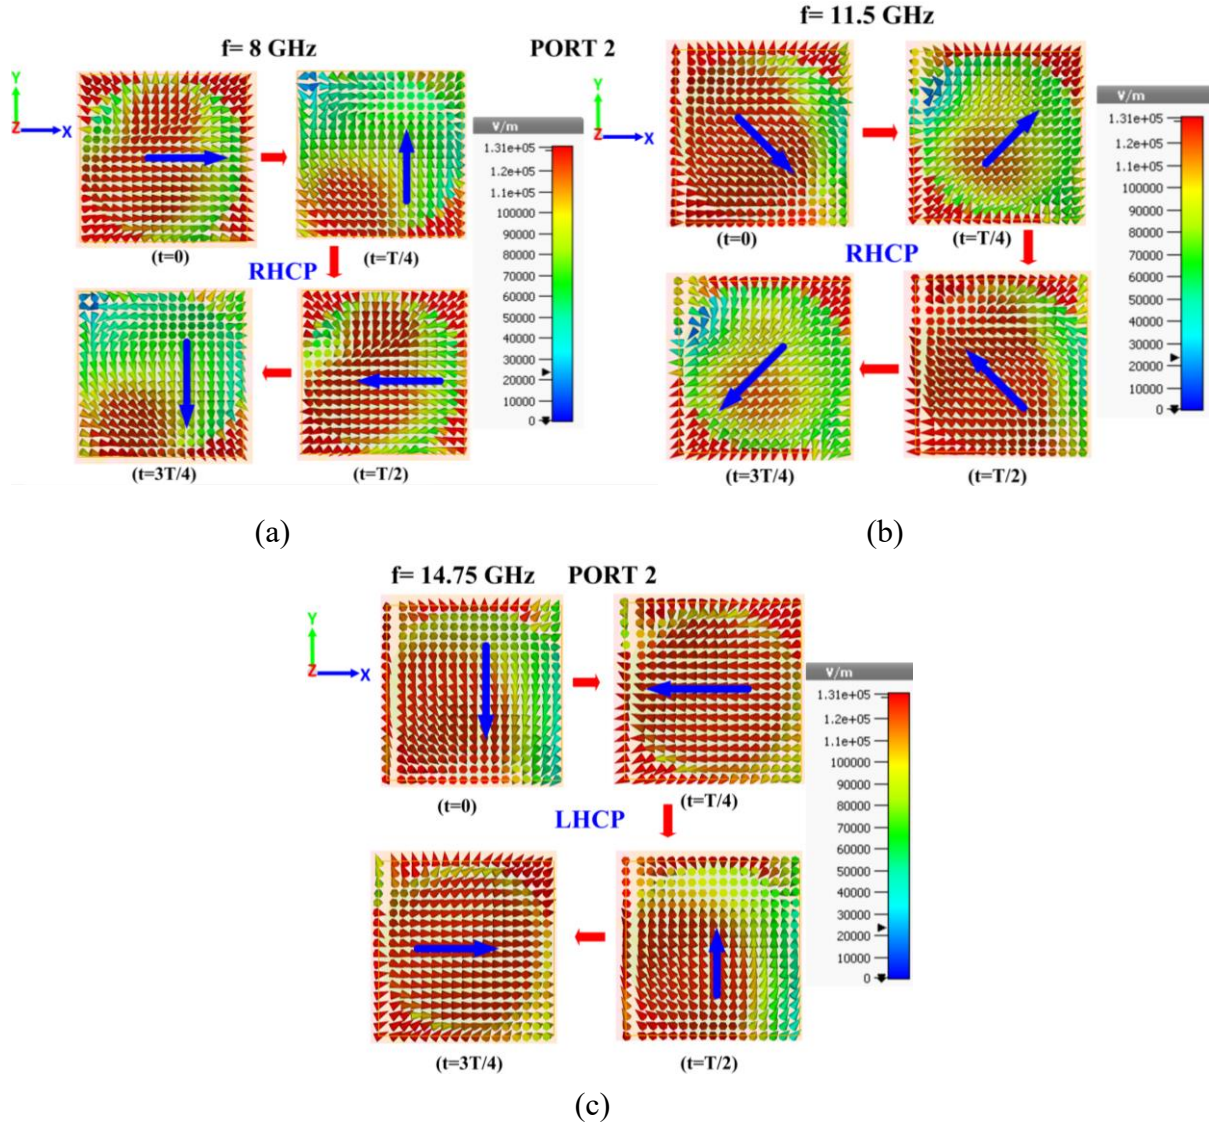 f= 8 GHz
PORT 2
f= 11.5 GHz
Y
Z
X
V/m
1.31e+05
1.2e+05
1.1e+05
100000
90000
80000
70000
60000
50000
40000
30000
20000
10000
0
(t=0)
(t=T/4)
RHCP
(t=3T/4)
(t=T/2)
Y
Z
X
V/m
1.31e+05
1.2e+05
1.1e+05
100000
90000
80000
70000
60000
50000
40000
30000
20000
10000
0
(t=0)
(t=T/4)
RHCP
(t=3T/4)
(t=T/2)
(a)
(b)
f= 14.75 GHz PORT 2
Y
Z
X
V/m
1.31e+05
1.2e+05
1.1e+05
100000
90000
80000
70000
60000
50000
40000
30000
20000
10000
0
(t=0)
(t=T/4)
LHCP
(t=3T/4)
(t=T/2)
(c)